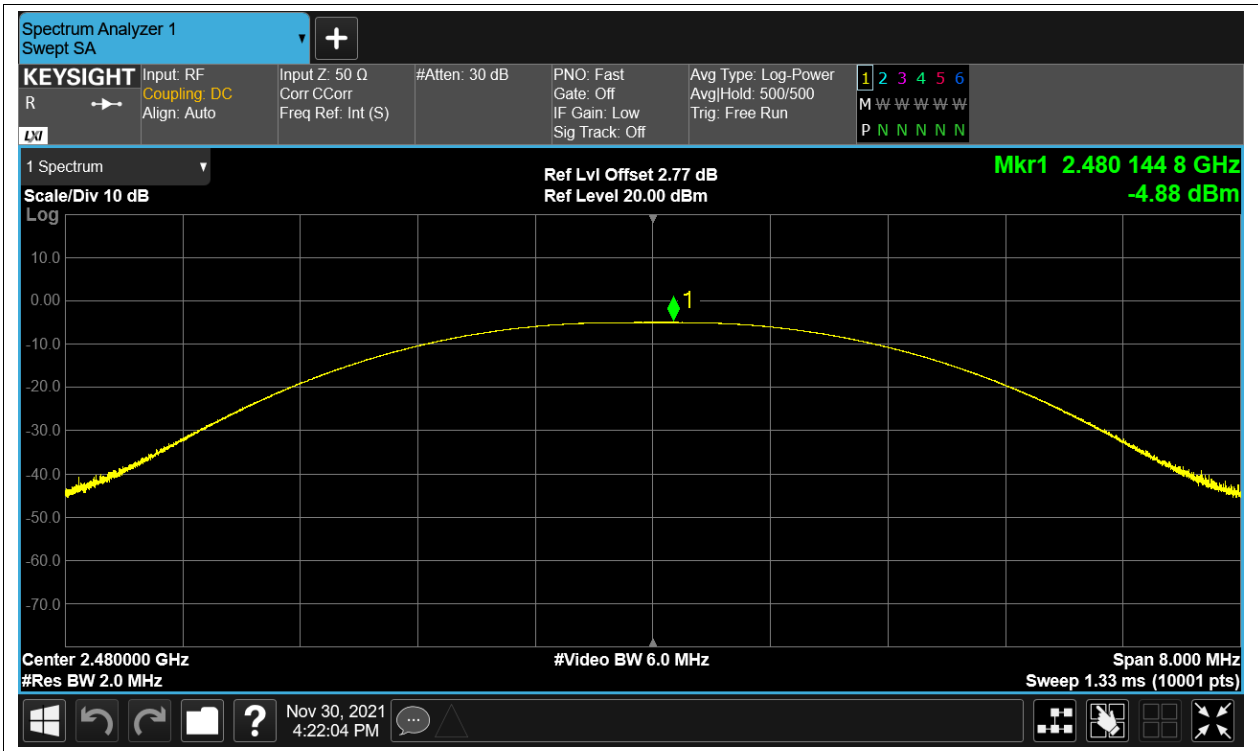 Spectrum Analyzer 1
Swept SA
KEYSIGHT
R
LXI
Input: RF
Coupling: DC
Align: Auto
Input Z: 50 Ω
Corr CCorr
Freq Ref: Int (S)
#Atten: 30 dB
PNO: Fast
Gate: Off
IF Gain: Low
Sig Track: Off
Avg Type: Log-Power
Avg|Hold: 500/500
Trig: Free Run
1 2 3 4 5 6
M W W W W W
P N N N N N
1 Spectrum
Scale/Div 10 dB
Log
Ref Lvl Offset 2.77 dB
Ref Level 20.00 dBm
Mkr1 2.480 144 8 GHz
-4.88 dBm
10.0
0.00
1
-10.0
-20.0
-30.0
-40.0
-50.0
-60.0
-70.0
Center 2.480000 GHz
#Res BW 2.0 MHz
#Video BW 6.0 MHz
Span 8.000 MHz
Sweep 1.33 ms (10001 pts)
?
Nov 30, 2021
4:22:04 PM